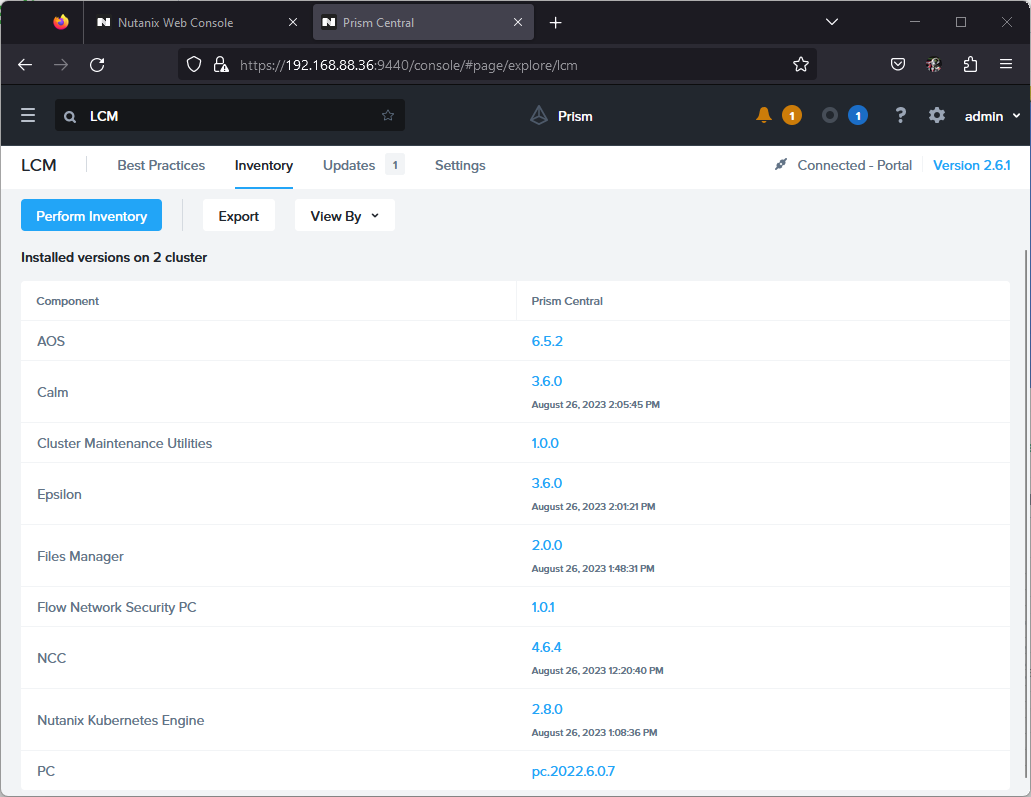 Nutanix Web Console
Prism Central
https://192.168.88.36:9440/console/#page/explore/lcm
LCM
Prism
1
1
?
admin
LCM
Best Practices
Inventory
Updates 1
Settings
Connected - Portal
Version 2.6.1
Perform Inventory
Export
View By
Installed versions on 2 cluster
Component Prism Central
AOS 6.5.2
Calm 3.6.0
August 26, 2023 2:05:45 PM
Cluster Maintenance Utilities 1.0.0
Epsilon 3.6.0
August 26, 2023 2:01:21 PM
Files Manager 2.0.0
August 26, 2023 1:48:31 PM
Flow Network Security PC 1.0.1
NCC 4.6.4
August 26, 2023 12:20:40 PM
Nutanix Kubernetes Engine 2.8.0
August 26, 2023 1:08:36 PM
PC pc.2022.6.0.7